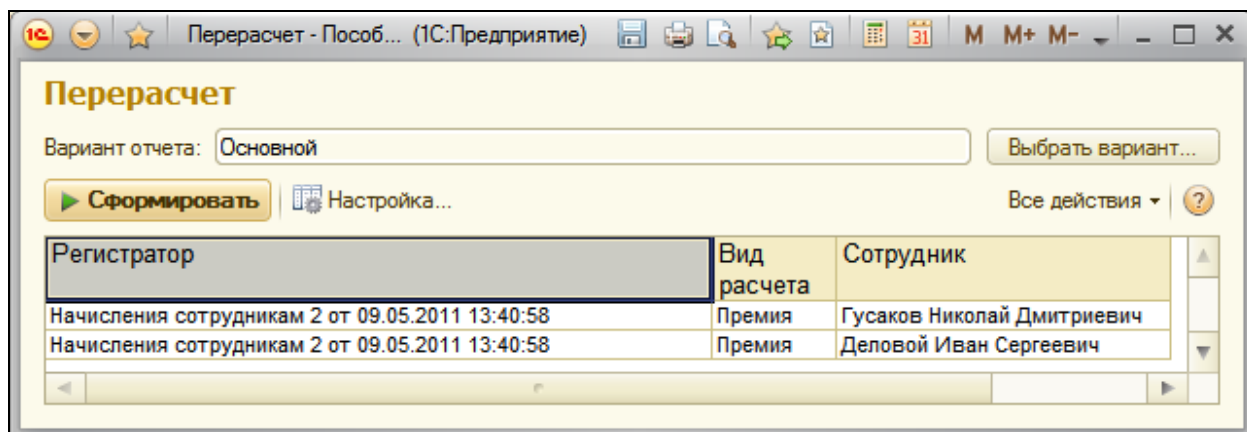 1С Перерасчет - Пособ... (1С:Предприятие) 31 M M+ M-
Перерасчет
Вариант отчета: Основной Выбрать вариант...
Сформировать Настройка... Все действия ?
Регистратор Вид расчета Сотрудник
Начисления сотрудникам 2 от 09.05.2011 13:40:58 Премия Гусаков Николай Дмитриевич
Начисления сотрудникам 2 от 09.05.2011 13:40:58 Премия Деловой Иван Сергеевич